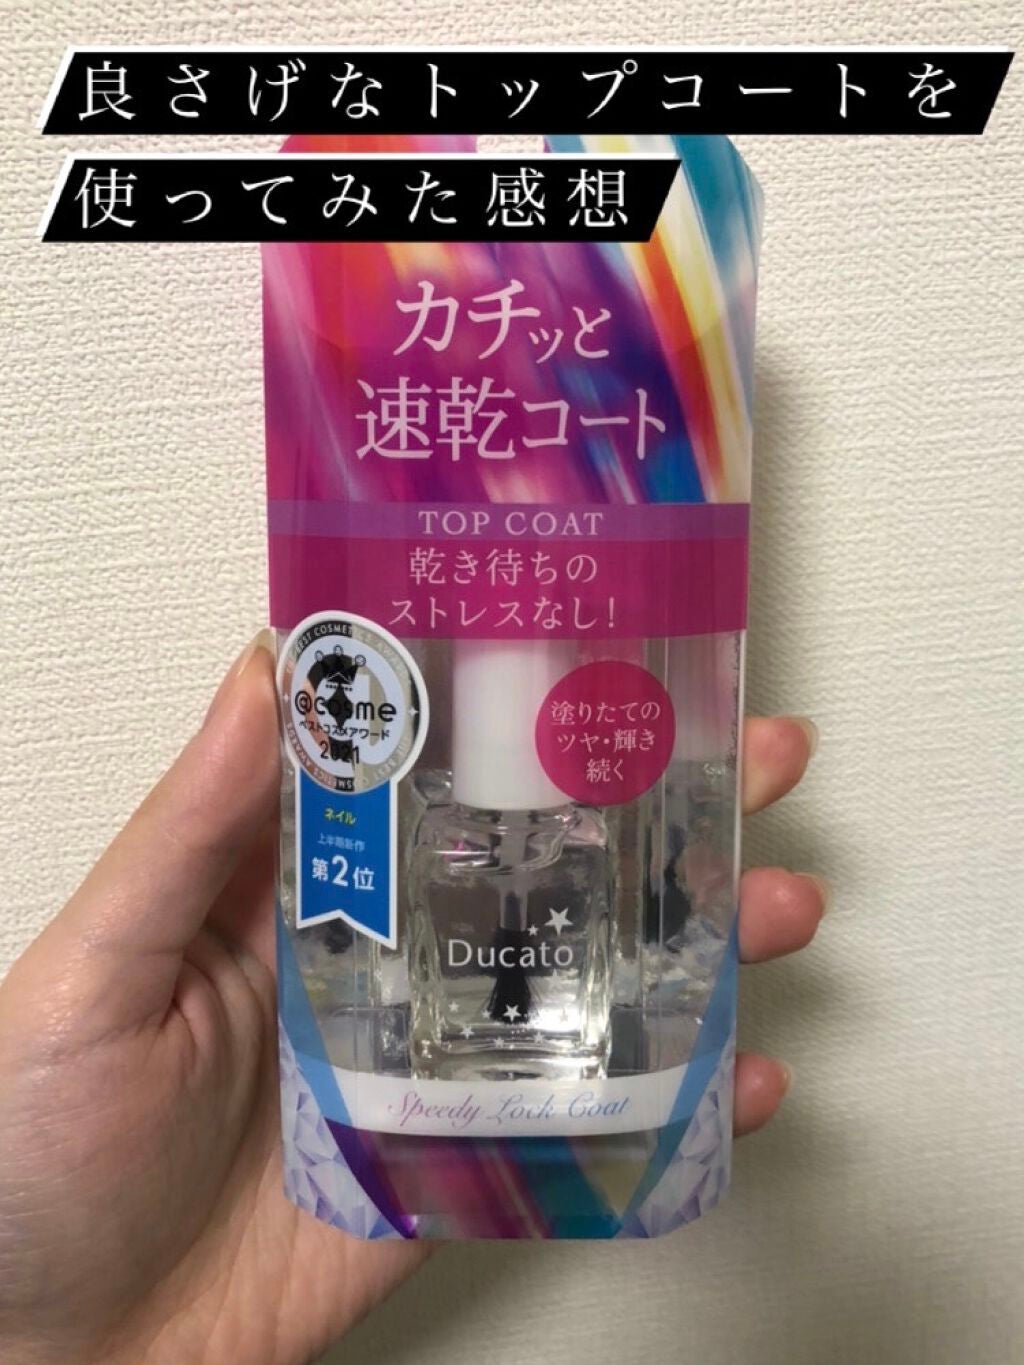 良さげなトップコートを
使ってみた感想
カチッと
速乾コート
TOP COAT
乾き待ちの
ストレスなし!
@cosme
ベストコスメアワード
2021
ネイル
上半期新作
第2位
塗りたての
ツヤ・輝き
続く
Ducato
Speedy Lock Coat